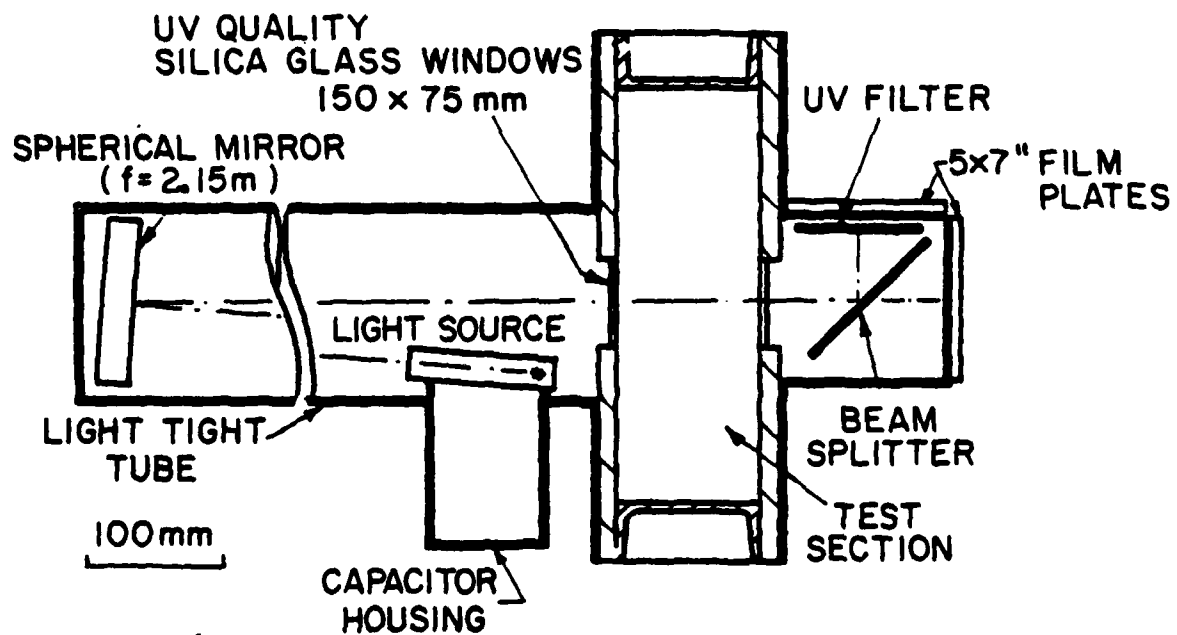 UV QUALITY
SILICA GLASS WINDOWS
150 x 75 mm
SPHERICAL MIRROR
(f=2.15m)
UV FILTER
5x7" FILM
PLATES
LIGHT SOURCE
LIGHT TIGHT
TUBE
BEAM
SPLITTER
TEST
SECTION
100mm
CAPACITOR
HOUSING